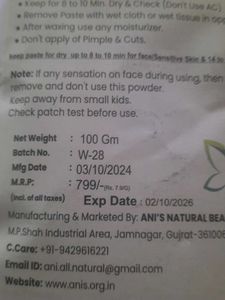 • Keep for 8 to 10 Min. Dry & Check (Don't Use AC)
• Remove Paste with wet cloth or wet tissue in opp
• After waxing use any moisturizer.
• Don't apply of Pimple & Cuts.
keep paste for dry up to 8 to 10 min for face/Sensitive Skin & 14 to
Note: If any sensation on face during using, then
remove and don't use this powder.
Keep away from small kids.
Check patch test before use.
Net Weight : 100 Gm
Batch No. : W-28
Mfg Date : 03/10/2024
M.R.P: : 799/- (Rs. 7.9/G)
(Incl. of all taxes) Exp Date : 02/10/2026
Manufacturing & Marketed By: ANI'S NATURAL BEA
M.P.Shah Industrial Area, Jamnagar, Gujrat-36100
C.Care: +91-9429616221
Email ID: ani.all.natural@gmail.com
Website: www.anis.org.in